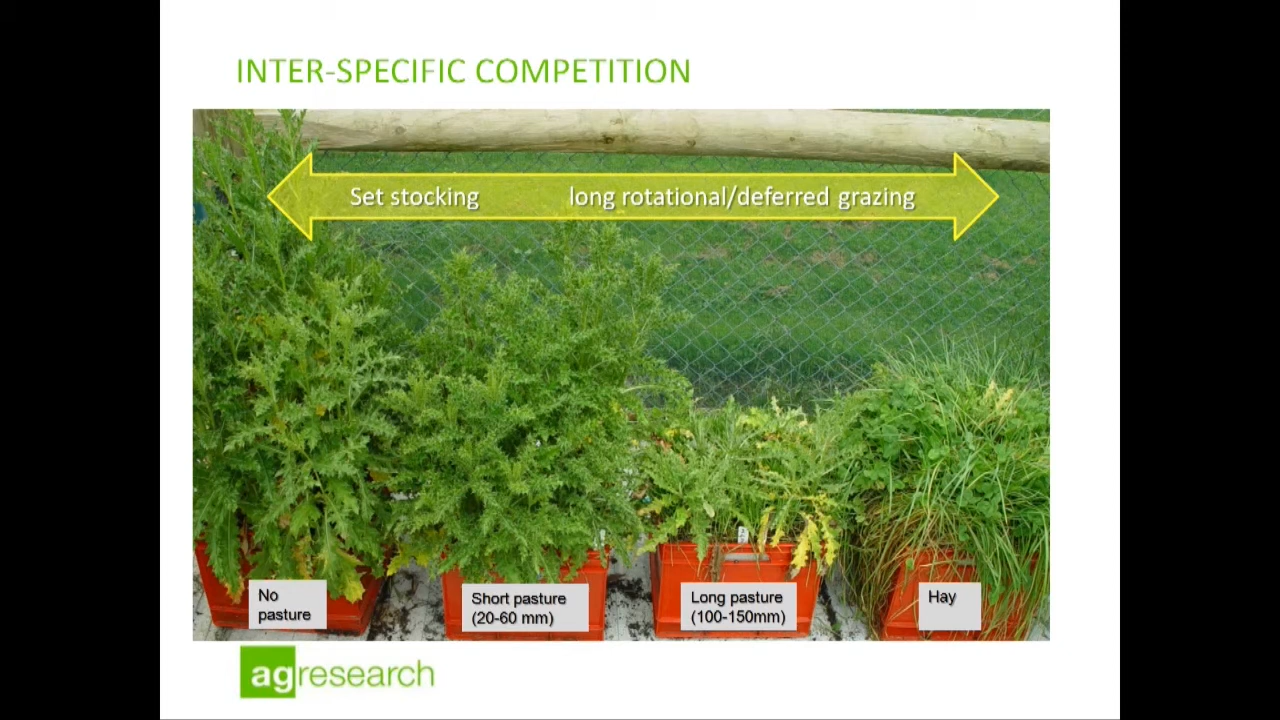 INTER-SPECIFIC COMPETITION
Set stocking long rotational/deferred grazing
No
pasture
Short pasture
(20-60 mm)
Long pasture
(100-150mm)
Hay
agresearch